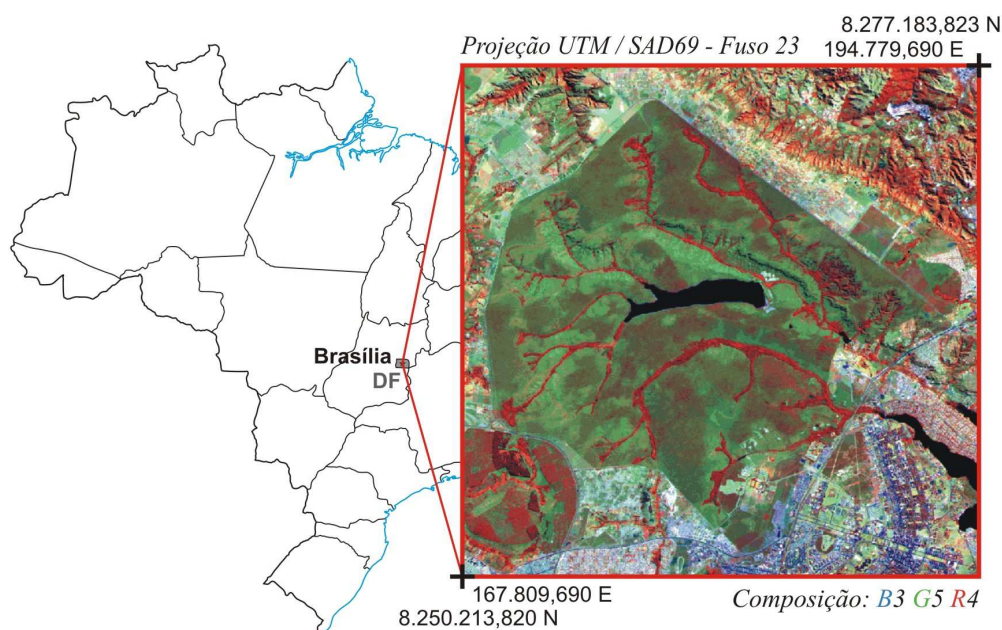 8.277.183,823 N
Projeção UTM / SAD69 - Fuso 23
194.779,690 E
Brasília
DF
167.809,690 E
8.250.213,820 N
Composição: B3 G5 R4